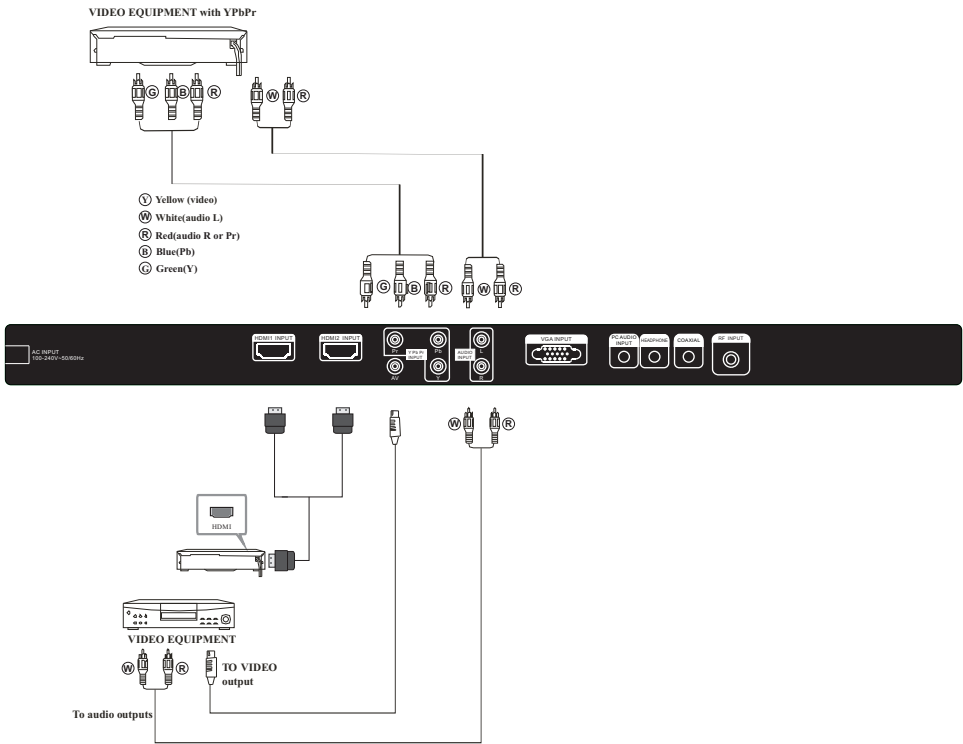 VIDEO EQUIPMENT with YPbPr
G B R W R
Y Yellow (video)
W White(audio L)
R Red(audio R or Pr)
B Blue(Pb)
G Green(Y)
G B R W R
AC INPUT
100-240V~50/60Hz
HDMI1 INPUT
HDMI2 INPUT
Pr
Pb
Y Pb Pr
INPUT
AV
Y
AUDIO
INPUT
L
R
VGA INPUT
PC AUDIO
INPUT
HEADPHONE
COAXIAL
RF INPUT
W R
HDMI
VIDEO EQUIPMENT
W R
TO VIDEO
output
To audio outputs